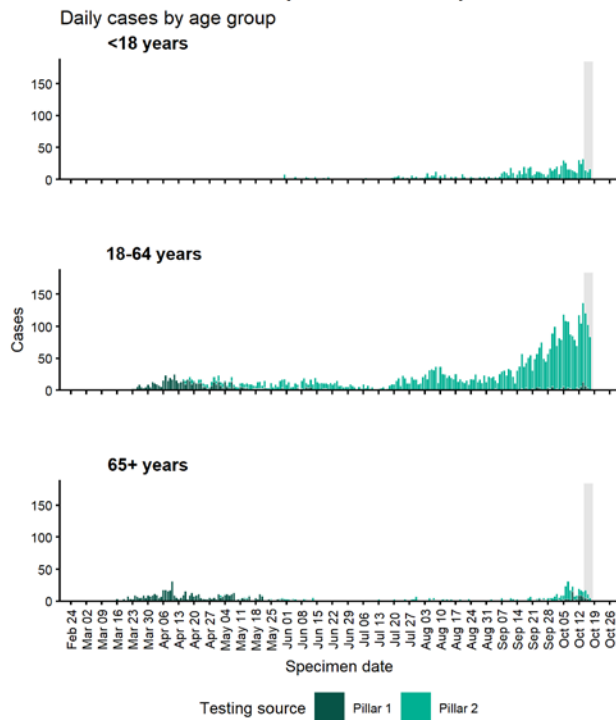 Daily cases by age group
<18 years
150
100
50
0
18-64 years
150
100
50
0
Cases
65+ years
150
100
50
0
Feb 24 Mar 02 Mar 09 Mar 16 Mar 23 Mar 30 Apr 06 Apr 13 Apr 20 Apr 27 May 04 May 11 May 18 May 25 Jun 01 Jun 08 Jun 15 Jun 22 Jun 29 Jul 06 Jul 13 Jul 20 Jul 27 Aug 03 Aug 10 Aug 17 Aug 24 Aug 31 Sep 07 Sep 14 Sep 21 Sep 28 Oct 05 Oct 12 Oct 19 Oct 26
Specimen date
Testing source Pillar 1 Pillar 2